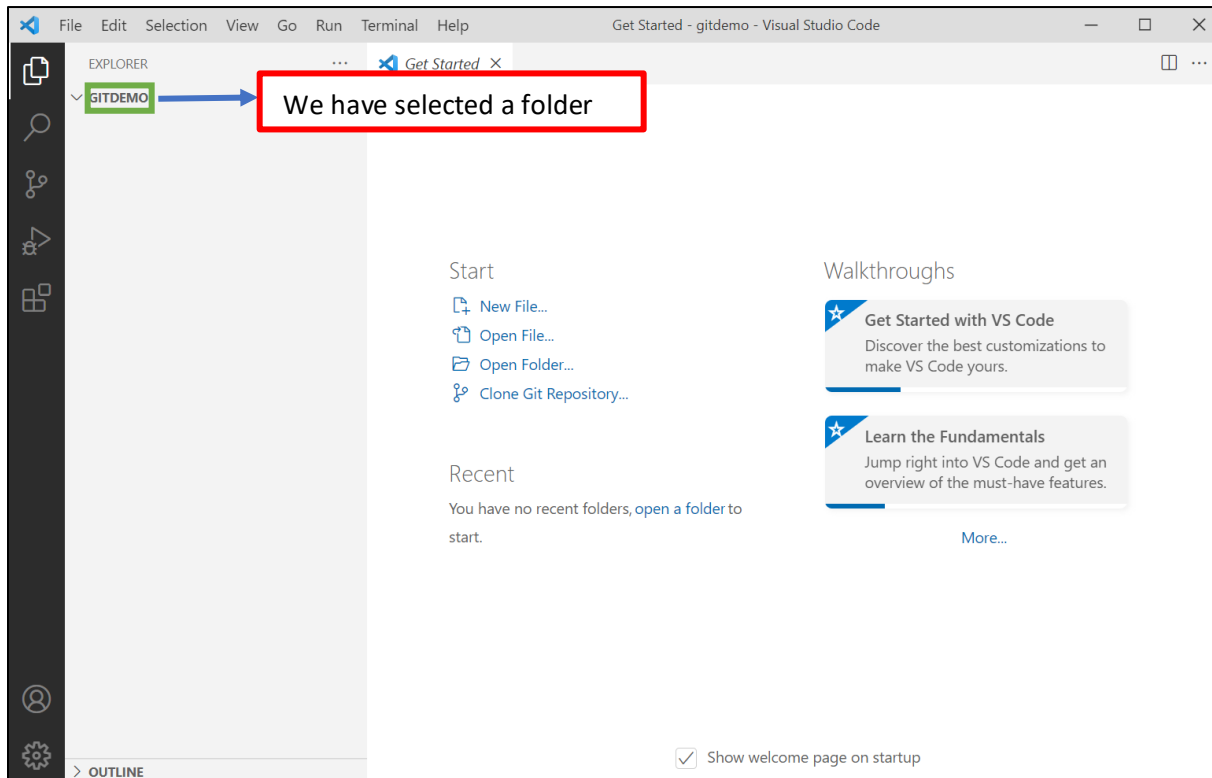 File Edit Selection View Go Run Terminal Help Get Started - gitdemo - Visual Studio Code
EXPLORER
Get Started
GITDEMO
We have selected a folder
Start
New File...
Open File...
Open Folder...
Clone Git Repository...
Recent
You have no recent folders, open a folder to
start.
Walkthroughs
Get Started with VS Code
Discover the best customizations to
make VS Code yours.
Learn the Fundamentals
Jump right into VS Code and get an
overview of the must-have features.
More...
Show welcome page on startup
OUTLINE